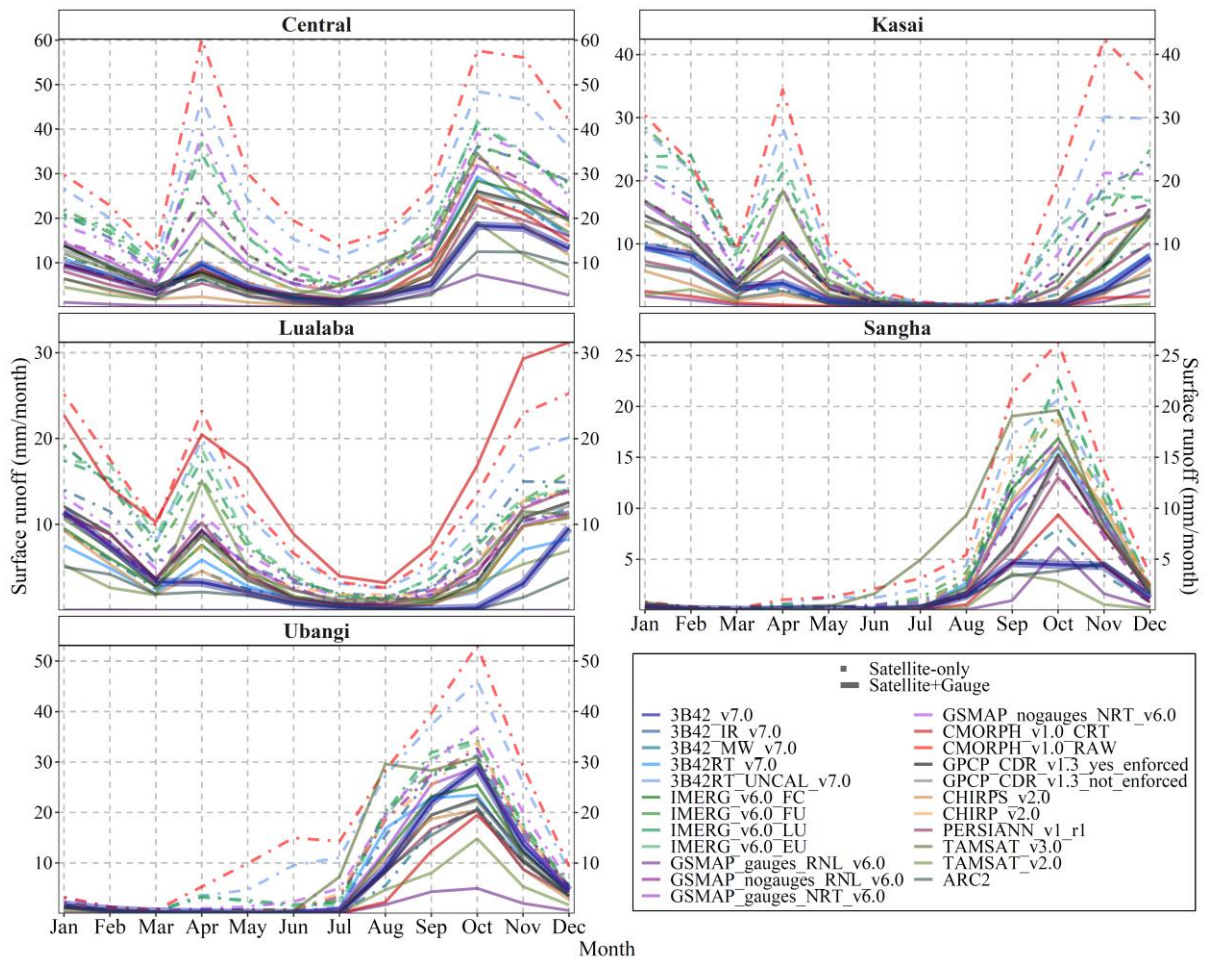 Central
Kasai
60
50
40
30
20
10
60
50
40
30
20
10
40
30
20
10
40
30
20
10
Lualaba
Sangha
Surface runoff (mm/month)
30
20
10
30
20
10
25
20
15
10
5
25
20
15
10
5
Surface runoff (mm/month)
Jan Feb Mar Apr May Jun Jul Aug Sep Oct Nov Dec
Ubangi
50
40
30
20
10
50
40
30
20
10
Jan Feb Mar Apr May Jun Jul Aug Sep Oct Nov Dec
Month
Satellite-only
Satellite+Gauge
3B42_v7.0
3B42_IR_v7.0
3B42_MW_v7.0
3B42RT_v7.0
3B42RT_UNCAL_v7.0
IMERG_v6.0_FC
IMERG_v6.0_FU
IMERG_v6.0_LU
IMERG_v6.0_EU
GSMAP_gauges_RNL_v6.0
GSMAP_nogauges_RNL_v6.0
GSMAP_gauges_NRT_v6.0
GSMAP_nogauges_NRT_v6.0
CMORPH_v1.0_CRT
CMORPH_v1.0_RAW
GPCP_CDR_v1.3_yes_enforced
GPCP_CDR_v1.3_not_enforced
CHIRPS_v2.0
CHIRP_v2.0
PERSIANN_v1_r1
TAMSAT_v3.0
TAMSAT_v2.0
ARC2